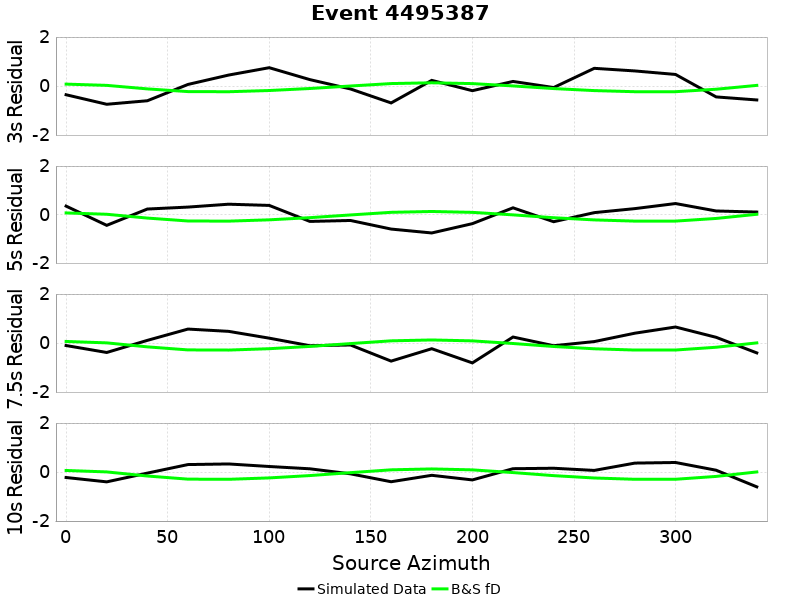 Event 4495387
3s Residual
2
0
-2
5s Residual
2
0
-2
7.5s Residual
2
0
-2
10s Residual
2
0
-2
0 50 100 150 200 250 300
Source Azimuth
Simulated Data B&S fD